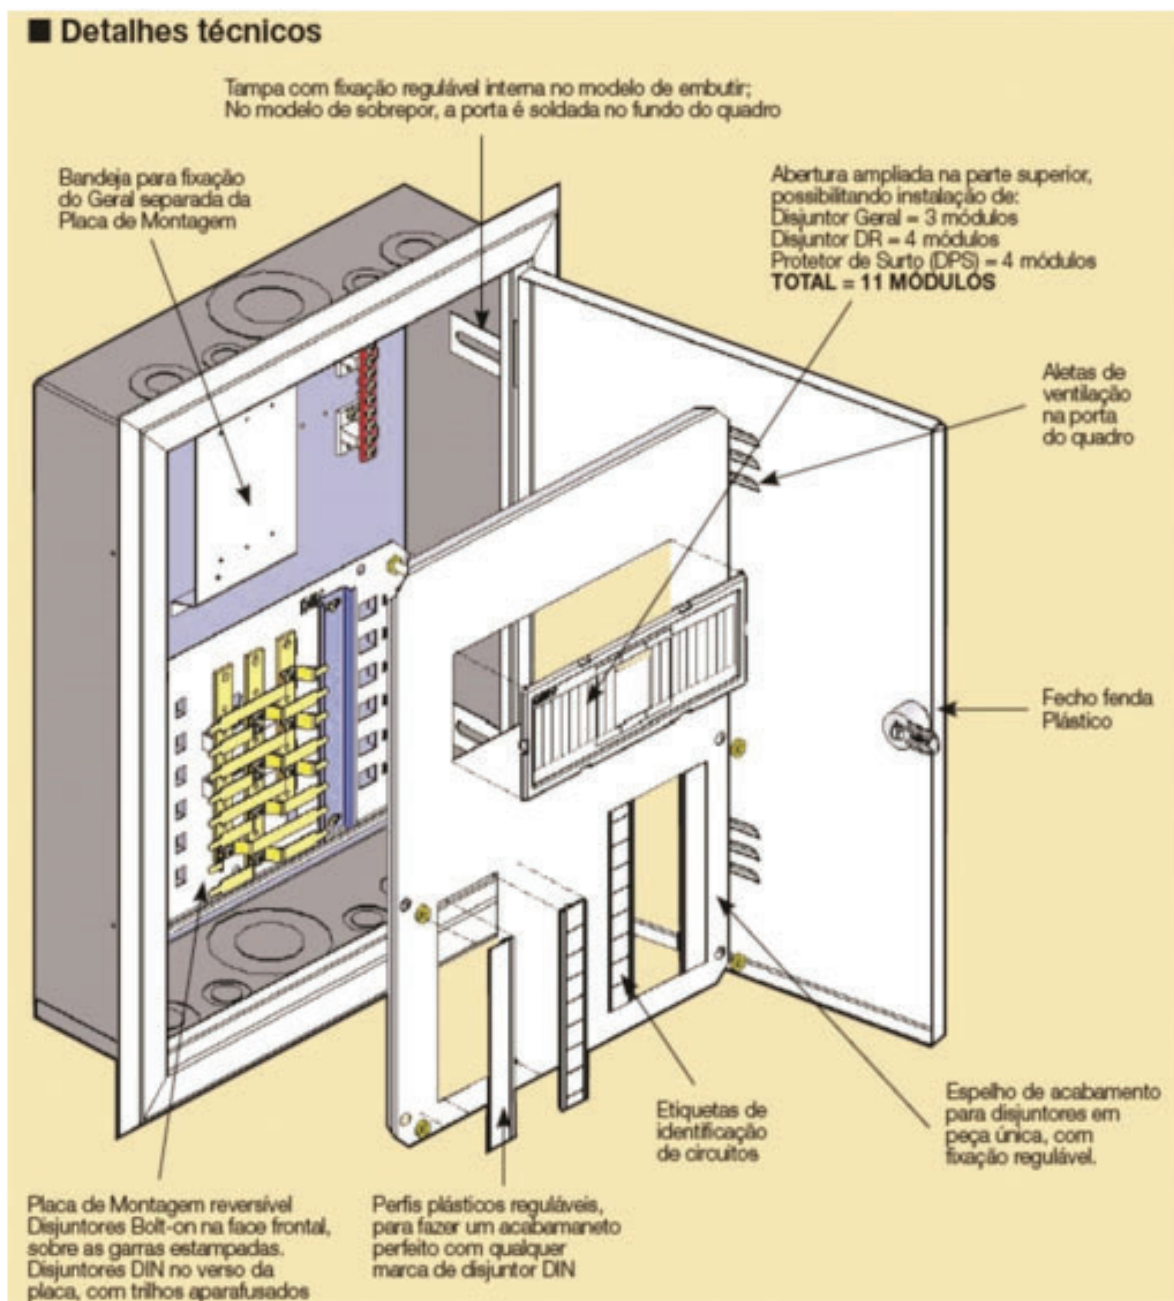 Detalhes técnicos
Tampa com fixação regulável interna no modelo de embutir;
No modelo de sobrepor, a porta é soldada no fundo do quadro
Bandeja para fixação
do Geral separada da
Placa de Montagem
Abertura ampliada na parte superior,
possibilitando instalação de:
Disjuntor Geral = 3 módulos
Disjuntor DR = 4 módulos
Protetor de Surto (DPS) = 4 módulos
TOTAL = 11 MÓDULOS
Aletas de
ventilação
na porta
do quadro
Fecho fenda
Plástico
Etiquetas de
identificação
de circuitos
Espelho de acabamento
para disjuntores em
peça única, com
fixação regulável.
Placa de Montagem reversível
Disjuntores Bolt-on na face frontal,
sobre as garras estampadas.
Disjuntores DIN no verso da
placa, com trilhos aparafusados
Perfis plásticos reguláveis,
para fazer um acabamaneto
perfeito com qualquer
marca de disjuntor DIN